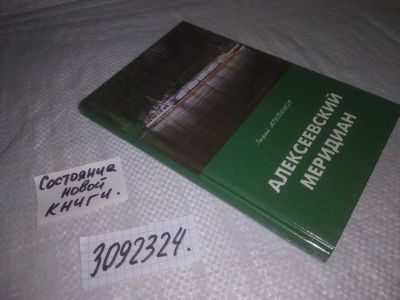 АЛЕКСЕЕВСКИЙ
МЕРИДИАН
Состояние
новой
книги.
3092324.